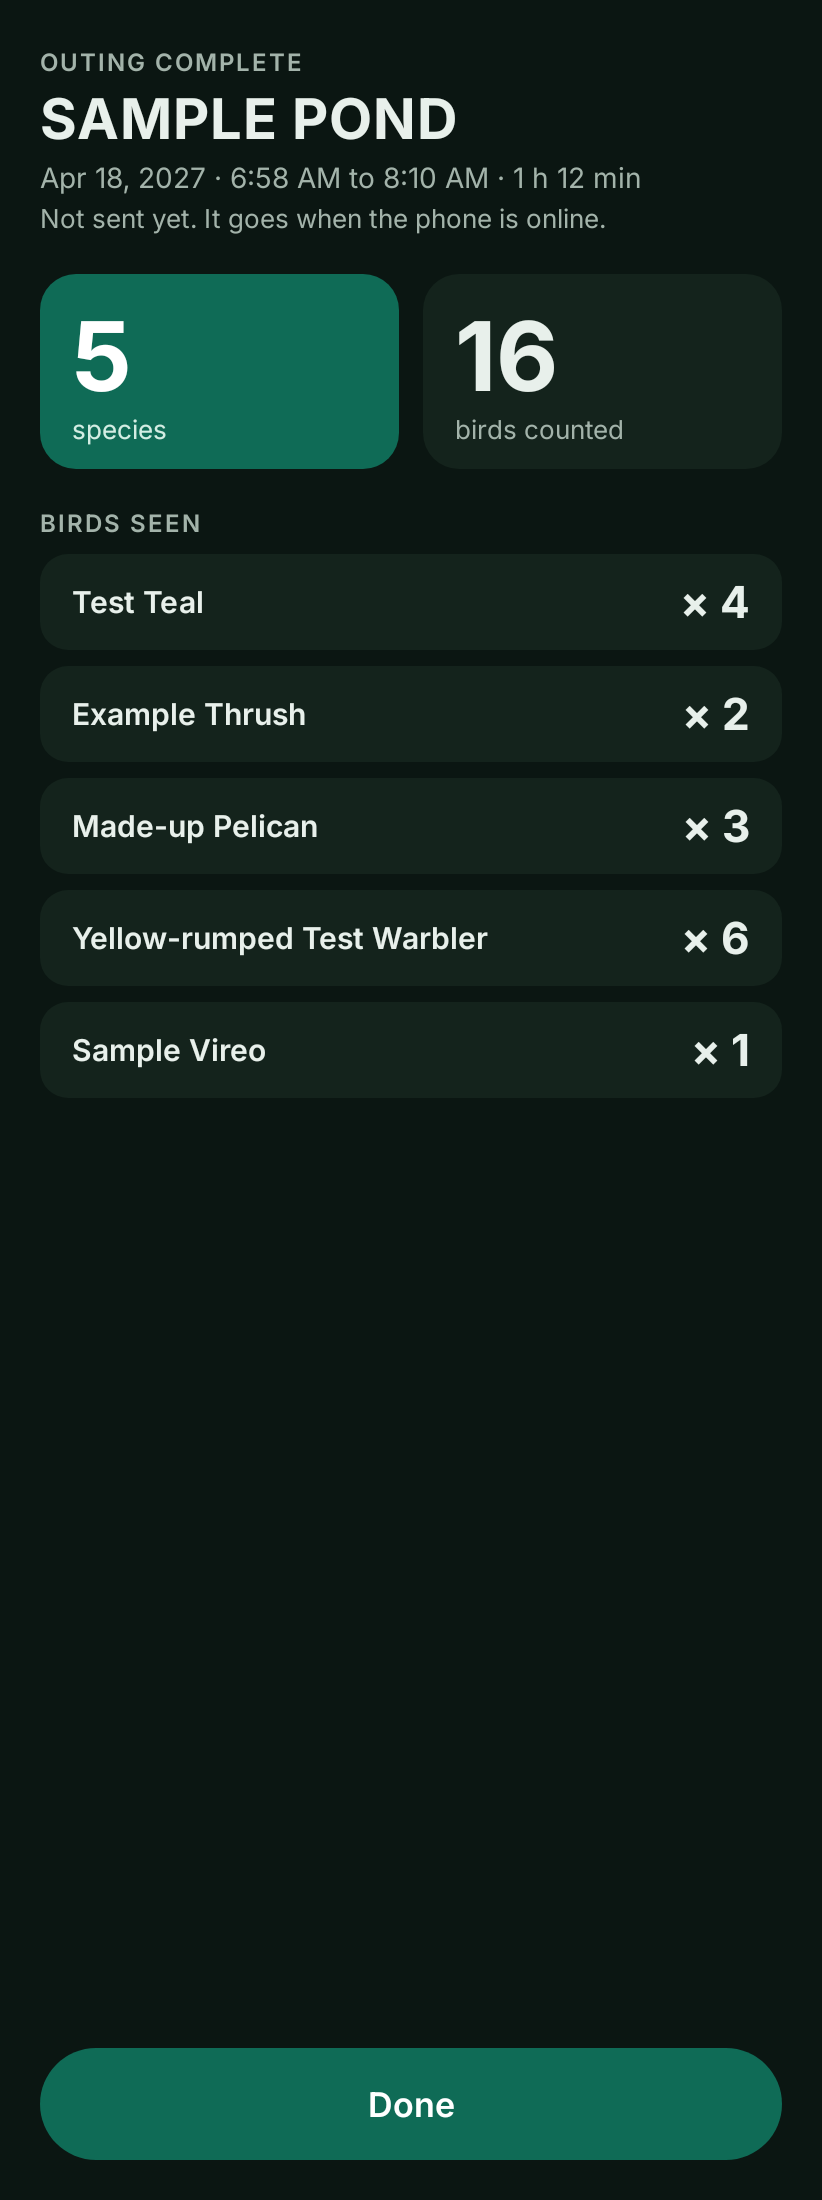 OUTING COMPLETE
SAMPLE POND
Apr 18, 2027 · 6:58 AM to 8:10 AM · 1 h 12 min
Not sent yet. It goes when the phone is online.
5
species
16
birds counted
BIRDS SEEN
Test Teal × 4
Example Thrush × 2
Made-up Pelican × 3
Yellow-rumped Test Warbler × 6
Sample Vireo × 1
Done